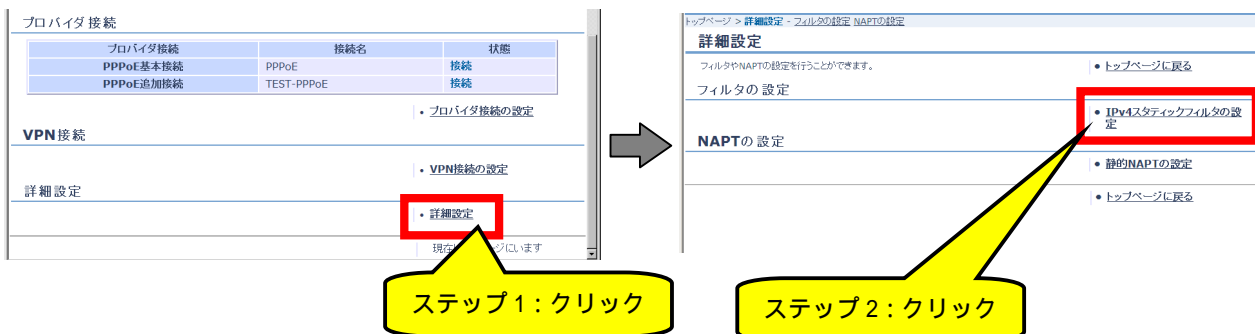 プロバイダ接続
プロバイダ接続 接続名 状態
PPPoE基本接続 PPPoE 接続
PPPoE追加接続 TEST-PPPoE 接続
• プロバイダ接続の設定
VPN接続
• VPN接続の設定
詳細設定
• 詳細設定
現在 ジにいます
ステップ1：クリック
トップページ > 詳細設定 - フィルタの設定 NAPTの設定
詳細設定
フィルタやNAPTの設定を行うことができます。
• トップページに戻る
フィルタの設定
• IPv4スタティックフィルタの設
定
NAPTの設定
• 静的NAPTの設定
• トップページに戻る
ステップ2：クリック